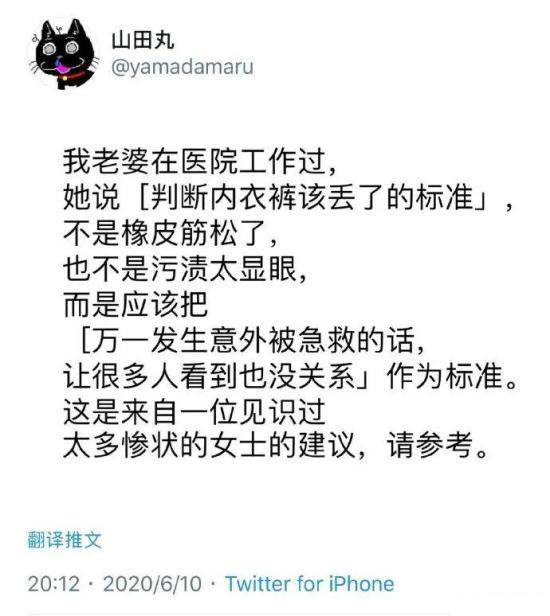 山田丸
@yamadamaru
我老婆在医院工作过，
她说［判断内衣裤该丢了的标准」，
不是橡皮筋松了，
也不是污渍太显眼，
而是应该把
［万一发生意外被急救的话，
让很多人看到也没关系」作为标准。
这是来自一位见识过
太多惨状的女士的建议，请参考。
翻译推文
20:12 · 2020/6/10 · Twitter for iPhone